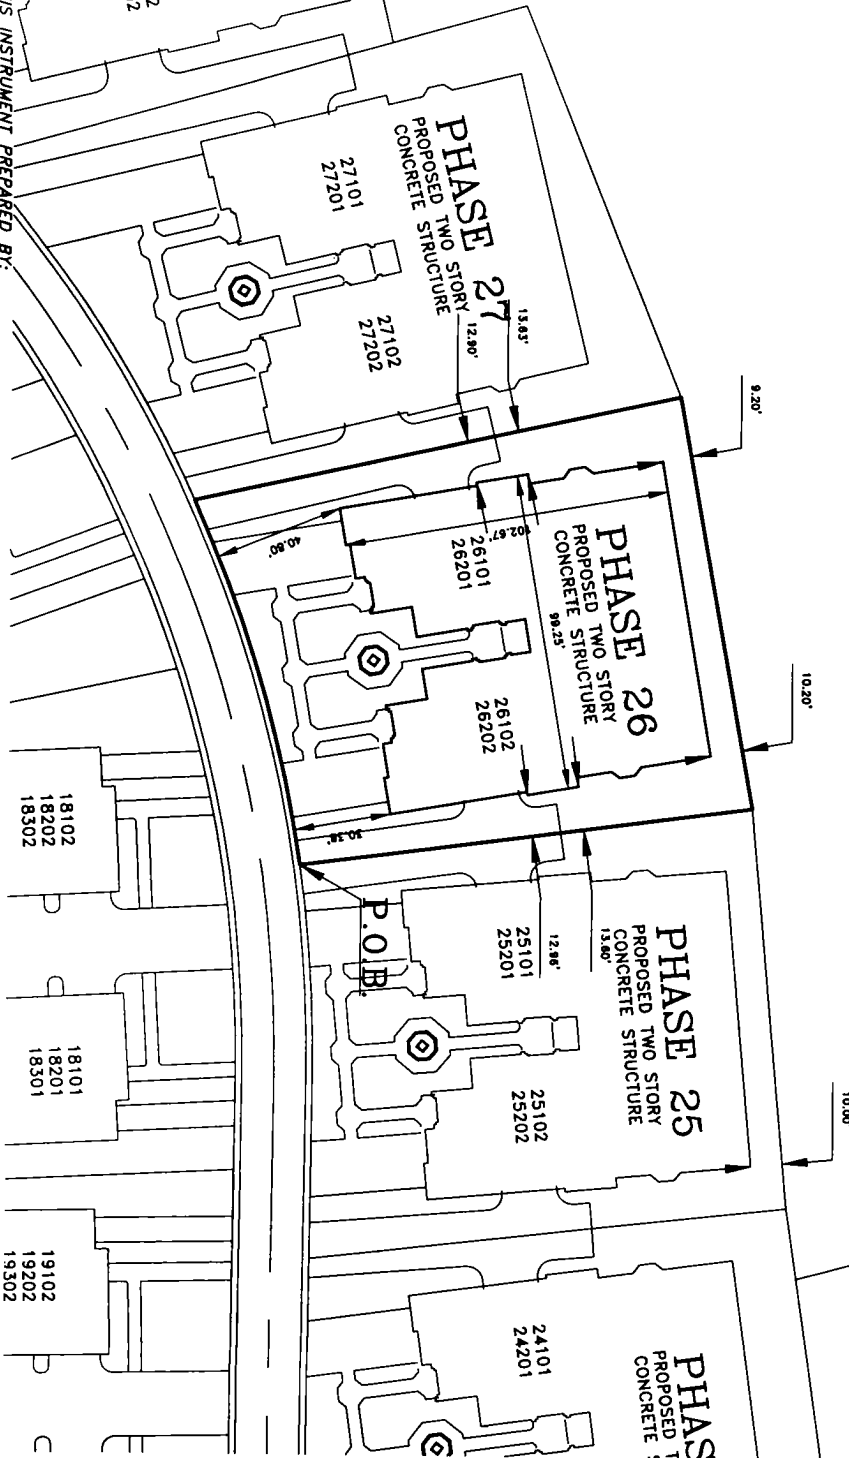 THIS INSTRUMENT PREPARED BY:
PHASE 27
PROPOSED TWO STORY
CONCRETE STRUCTURE
27101
27201
27102
27202
13.83'
12.90'
9.20'
PHASE 26
PROPOSED TWO STORY
CONCRETE STRUCTURE
26101
26201
26102
26202
102.67'
99.25'
40.80'
30.38'
10.20'
P.O.B.
PHASE 25
PROPOSED TWO STORY
CONCRETE STRUCTURE
25101
25201
25102
25202
12.96'
13.60'
10.00
PHAS
PROPOSED T
CONCRETE S
24101
24201
18102
18202
18302
18101
18201
18301
19102
19202
19302